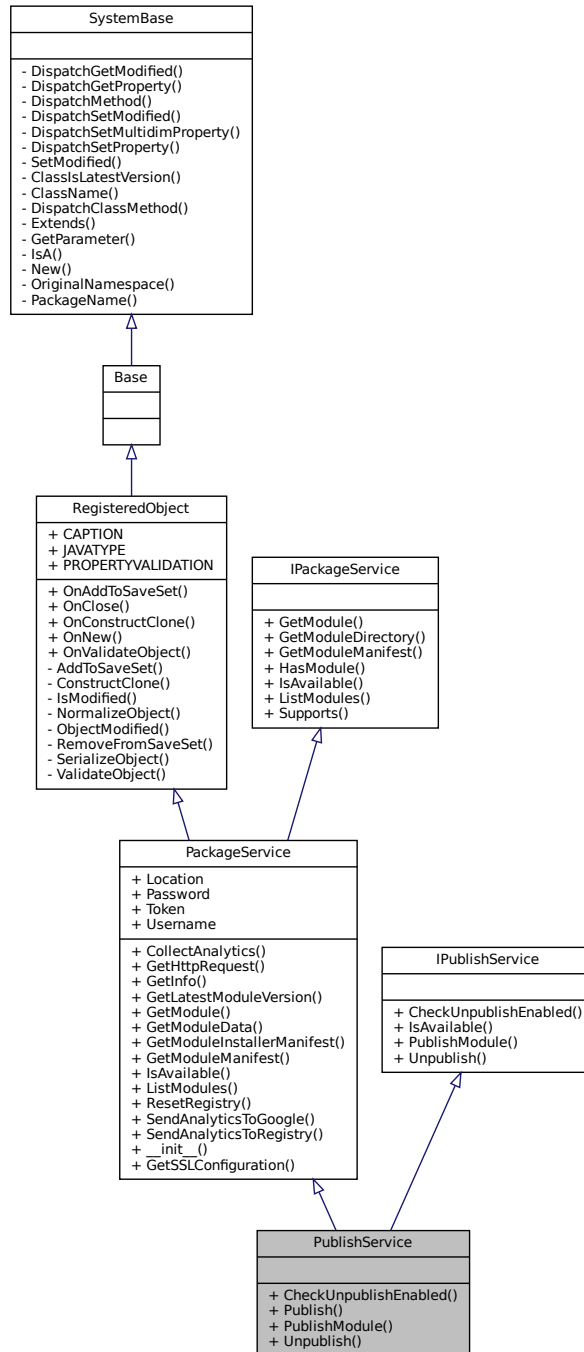 SystemBase
- DispatchGetModified()
- DispatchGetProperty()
- DispatchMethod()
- DispatchSetModified()
- DispatchSetMultidimProperty()
- DispatchSetProperty()
- SetModified()
- ClassIsLatestVersion()
- ClassName()
- DispatchClassMethod()
- Extends()
- GetParameter()
- IsA()
- New()
- OriginalNamespace()
- PackageName()
Base
RegisteredObject
+ CAPTION
+ JAVATYPE
+ PROPERTYVALIDATION
+ OnAddToSaveSet()
+ OnClose()
+ OnConstructClone()
+ OnNew()
+ OnValidateObject()
- AddToSaveSet()
- ConstructClone()
- IsModified()
- NormalizeObject()
- ObjectModified()
- RemoveFromSaveSet()
- SerializeObject()
- ValidateObject()
IPackageService
+ GetModule()
+ GetModuleDirectory()
+ GetModuleManifest()
+ HasModule()
+ IsAvailable()
+ ListModules()
+ Supports()
PackageService
+ Location
+ Password
+ Token
+ Username
+ CollectAnalytics()
+ GetHttpRequest()
+ GetInfo()
+ GetLatestModuleVersion()
+ GetModule()
+ GetModuleData()
+ GetModuleInstallerManifest()
+ GetModuleManifest()
+ IsAvailable()
+ ListModules()
+ ResetRegistry()
+ SendAnalyticsToGoogle()
+ SendAnalyticsToRegistry()
+ __init__()
+ GetSSLConfiguration()
IPublishService
+ CheckUnpublishEnabled()
+ IsAvailable()
+ PublishModule()
+ Unpublish()
PublishService
+ CheckUnpublishEnabled()
+ Publish()
+ PublishModule()
+ Unpublish()